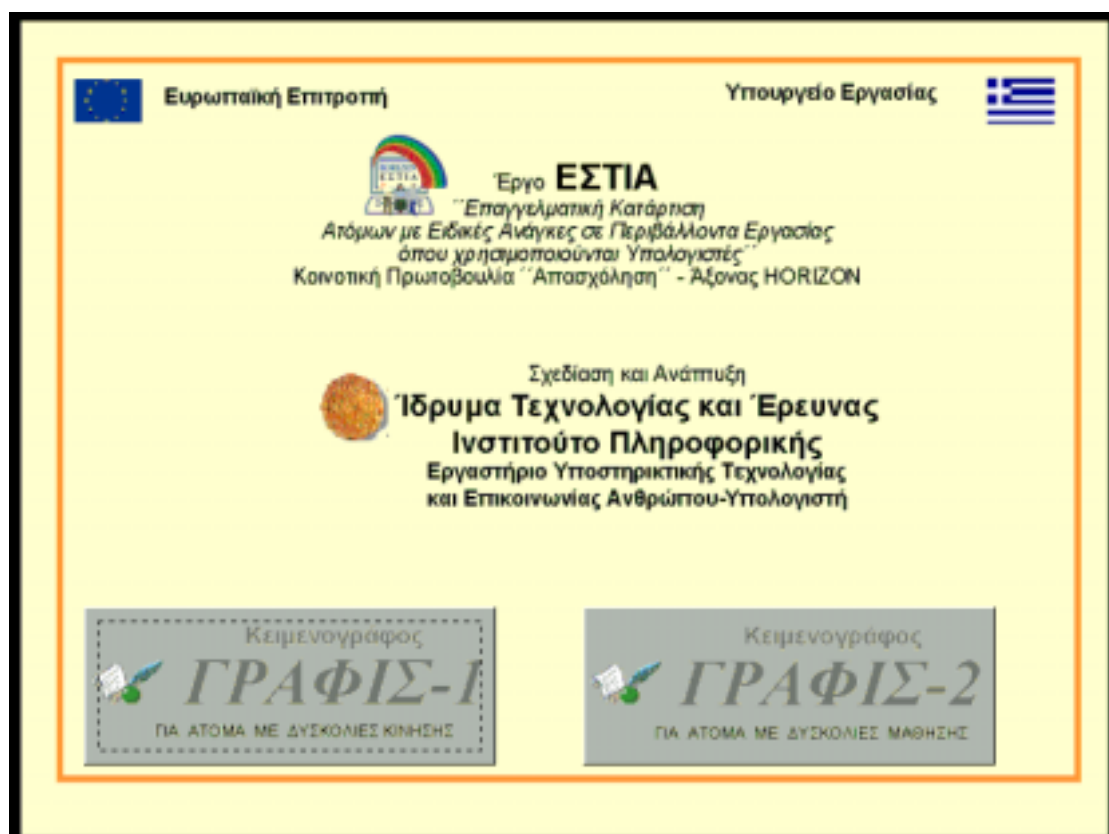 Ευρωπαϊκή Επιτροπή
Υπουργείο Εργασίας
Έργο ΕΣΤΙΑ
´´Επαγγελματική Κατάρτιση
Ατόμων με Ειδικές Ανάγκες σε Περιβάλλοντα Εργασίας
όπου χρησιμοποιούνται Υπολογιστές´´
Κοινοτική Πρωτοβουλία ´´Απασχόληση´´ - Άξονας HORIZON
Σχεδίαση και Ανάπτυξη
Ίδρυμα Τεχνολογίας και Έρευνας
Ινστιτούτο Πληροφορικής
Εργαστήριο Υποστηρικτικής Τεχνολογίας
και Επικοινωνίας Ανθρώπου-Υπολογιστή
Κειμενογράφος
ΓΡΑΦΙΣ-1
ΓΙΑ ΑΤΟΜΑ ΜΕ ΔΥΣΚΟΛΙΕΣ ΚΙΝΗΣΗΣ
Κειμενογράφος
ΓΡΑΦΙΣ-2
ΓΙΑ ΑΤΟΜΑ ΜΕ ΔΥΣΚΟΛΙΕΣ ΜΑΘΗΣΗΣ